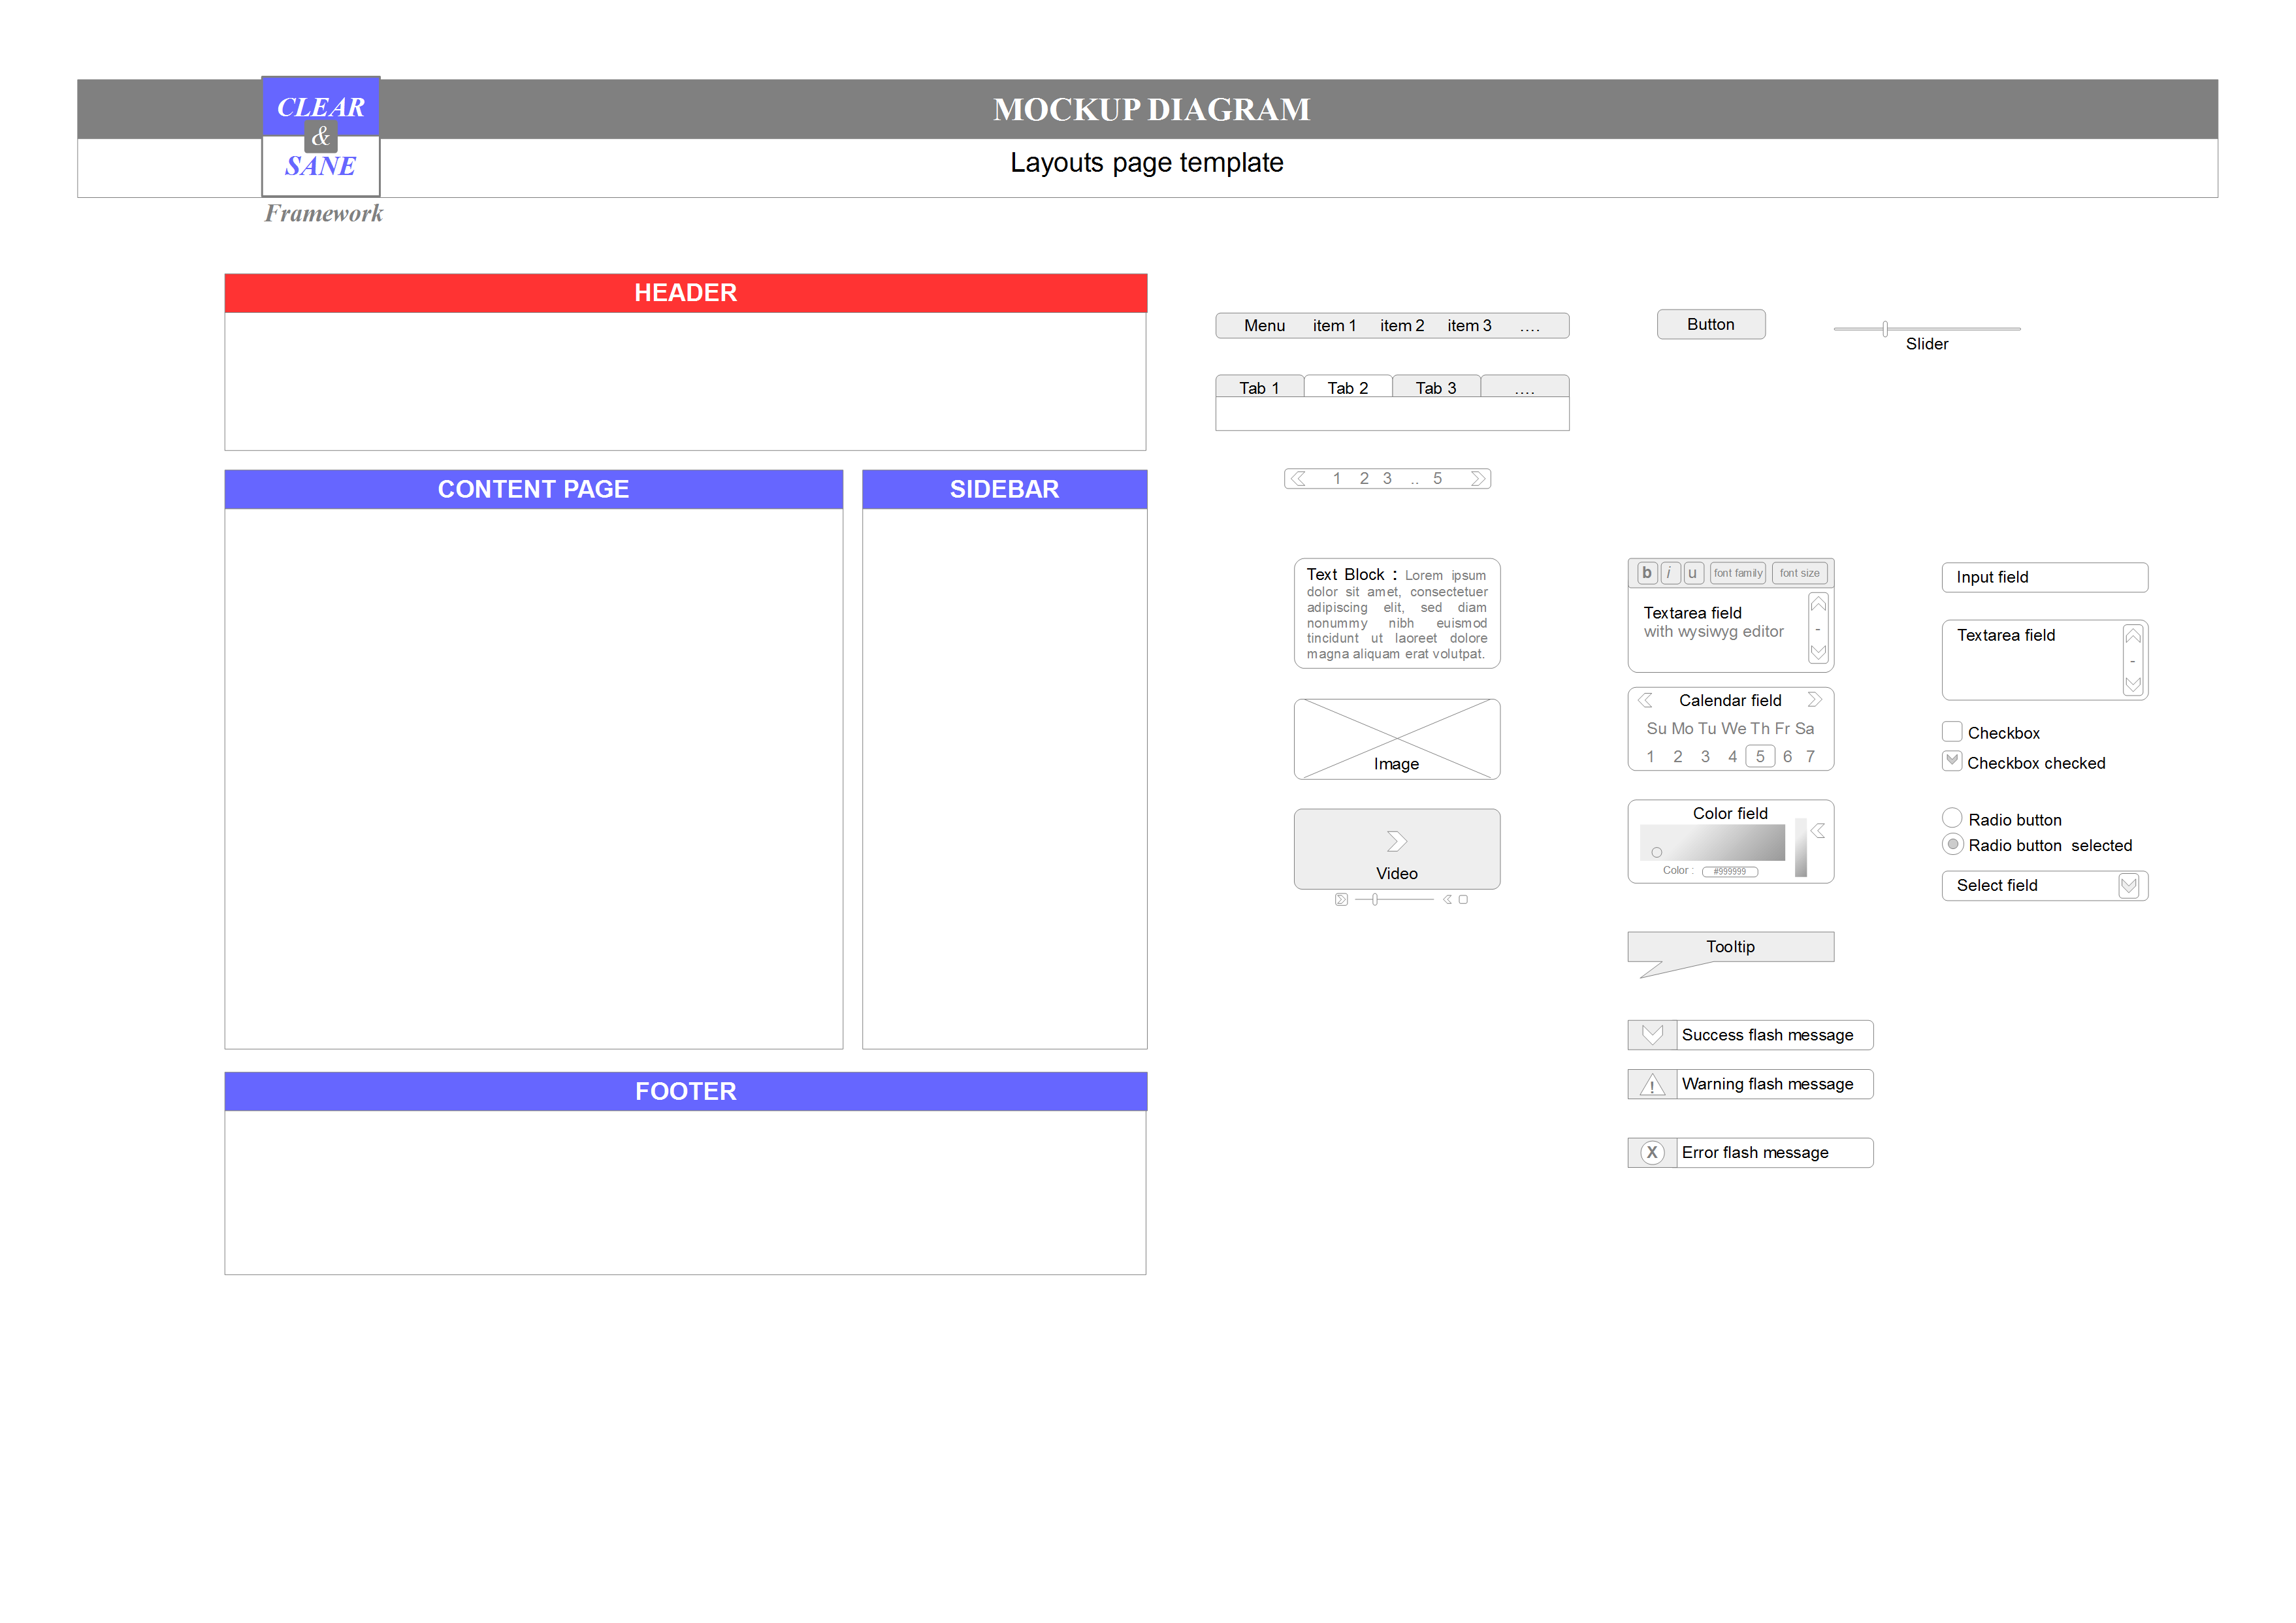 CLEAR
&
SANE
Framework
MOCKUP DIAGRAM
Layouts page template
HEADER
CONTENT PAGE
SIDEBAR
FOOTER
Menu item 1 item 2 item 3 ....
Button
Slider
Tab 1 Tab 2 Tab 3 ....
1 2 3 .. 5
Text Block : Lorem ipsum
dolor sit amet, consectetuer
adipiscing elit, sed diam
nonummy nibh euismod
tincidunt ut laoreet dolore
magna aliquam erat volutpat.
Image
Video
b i u font family font size
Textarea field
with wysiwyg editor
-
Calendar field
Su Mo Tu We Th Fr Sa
1 2 3 4 5 6 7
Color field
Color : #999999
Tooltip
Success flash message
! Warning flash message
X Error flash message
Input field
Textarea field
-
Checkbox
Checkbox checked
Radio button
Radio button selected
Select field